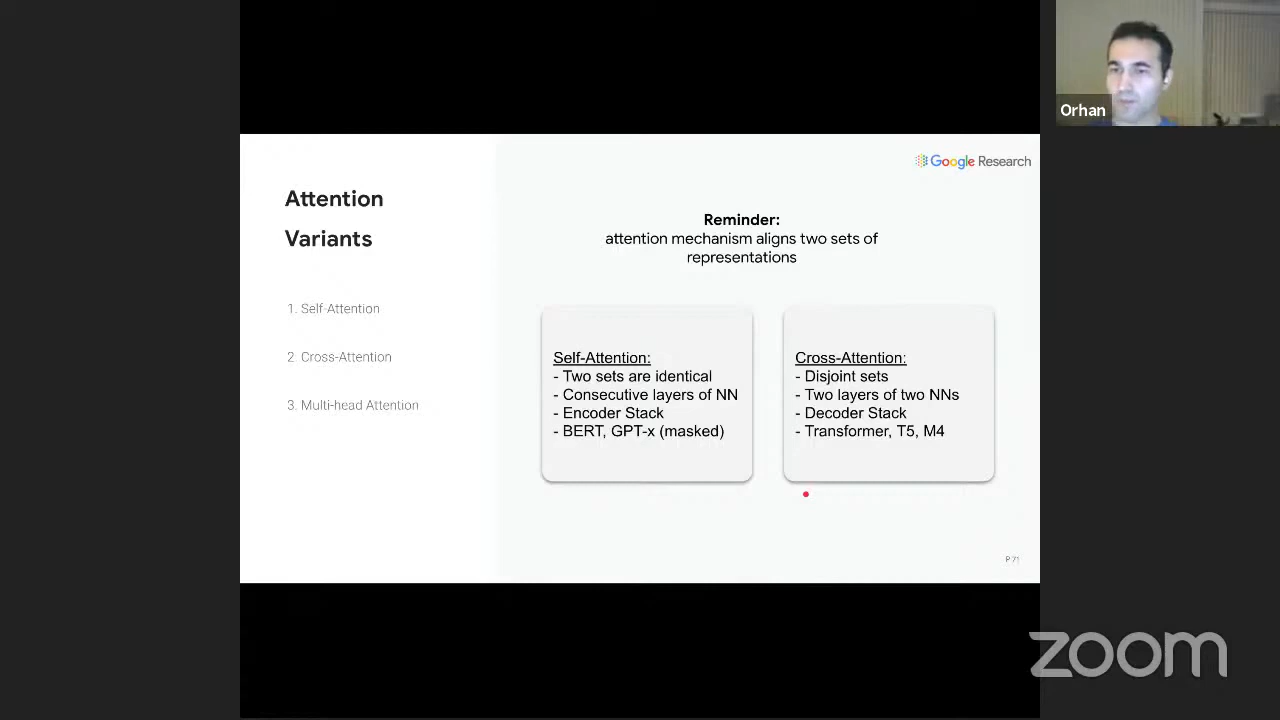 Orhan
Google Research
Attention
Variants
1. Self-Attention
2. Cross-Attention
3. Multi-head Attention
Reminder:
attention mechanism aligns two sets of
representations
Self-Attention:
- Two sets are identical
- Consecutive layers of NN
- Encoder Stack
- BERT, GPT-x (masked)
Cross-Attention:
- Disjoint sets
- Two layers of two NNs
- Decoder Stack
- Transformer, T5, M4
P 71
zoom